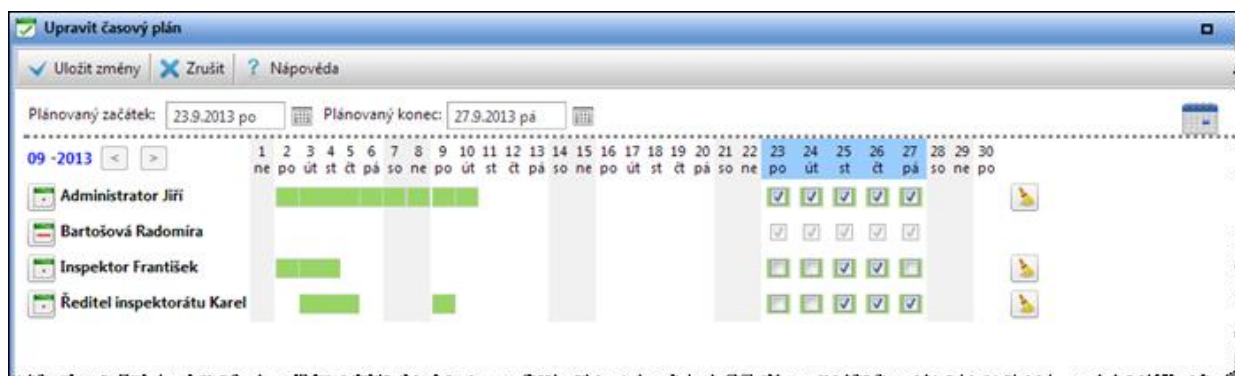 Upravit časový plán
Uložit změny Zrušit ? Nápověda
Plánovaný začátek: 23.9.2013 po Plánovaný konec: 27.9.2013 pá
09 -2013 < > 1 2 3 4 5 6 7 8 9 10 11 12 13 14 15 16 17 18 19 20 21 22 23 24 25 26 27 28 29 30
ne po út st čt pá so ne po út st čt pá so ne po út st čt pá so ne po út st čt pá so ne po
Administrator Jiří
Bartošová Radomíra
Inspektor František
Ředitel inspektorátu Karel